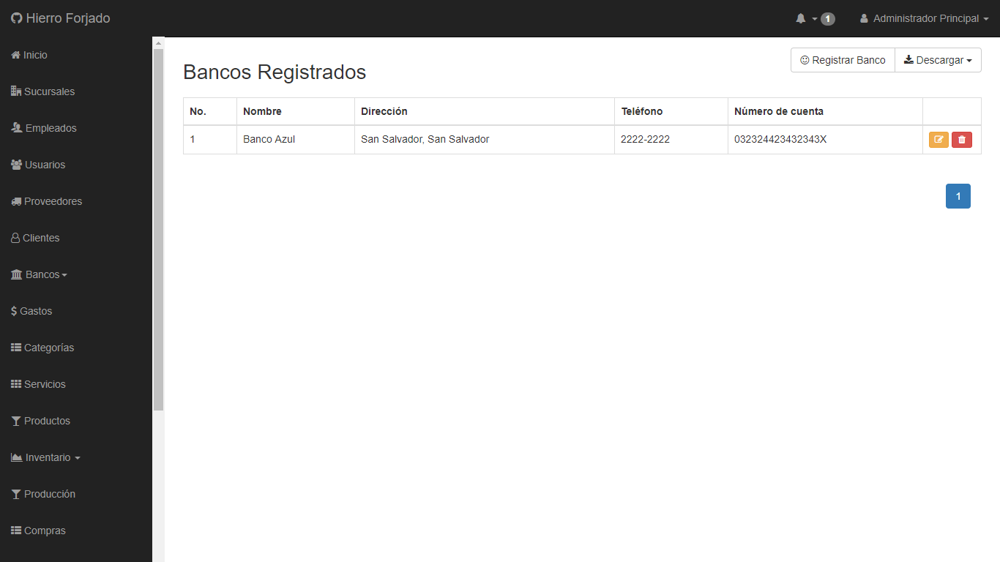 Hierro Forjado
1
Administrador Principal
Inicio
Sucursales
Empleados
Usuarios
Proveedores
Clientes
Bancos
Gastos
Categorías
Servicios
Productos
Inventario
Producción
Compras
Bancos Registrados
Registrar Banco
Descargar
No. Nombre Dirección Teléfono Número de cuenta
1 Banco Azul San Salvador, San Salvador 2222-2222 032324423432343X
1